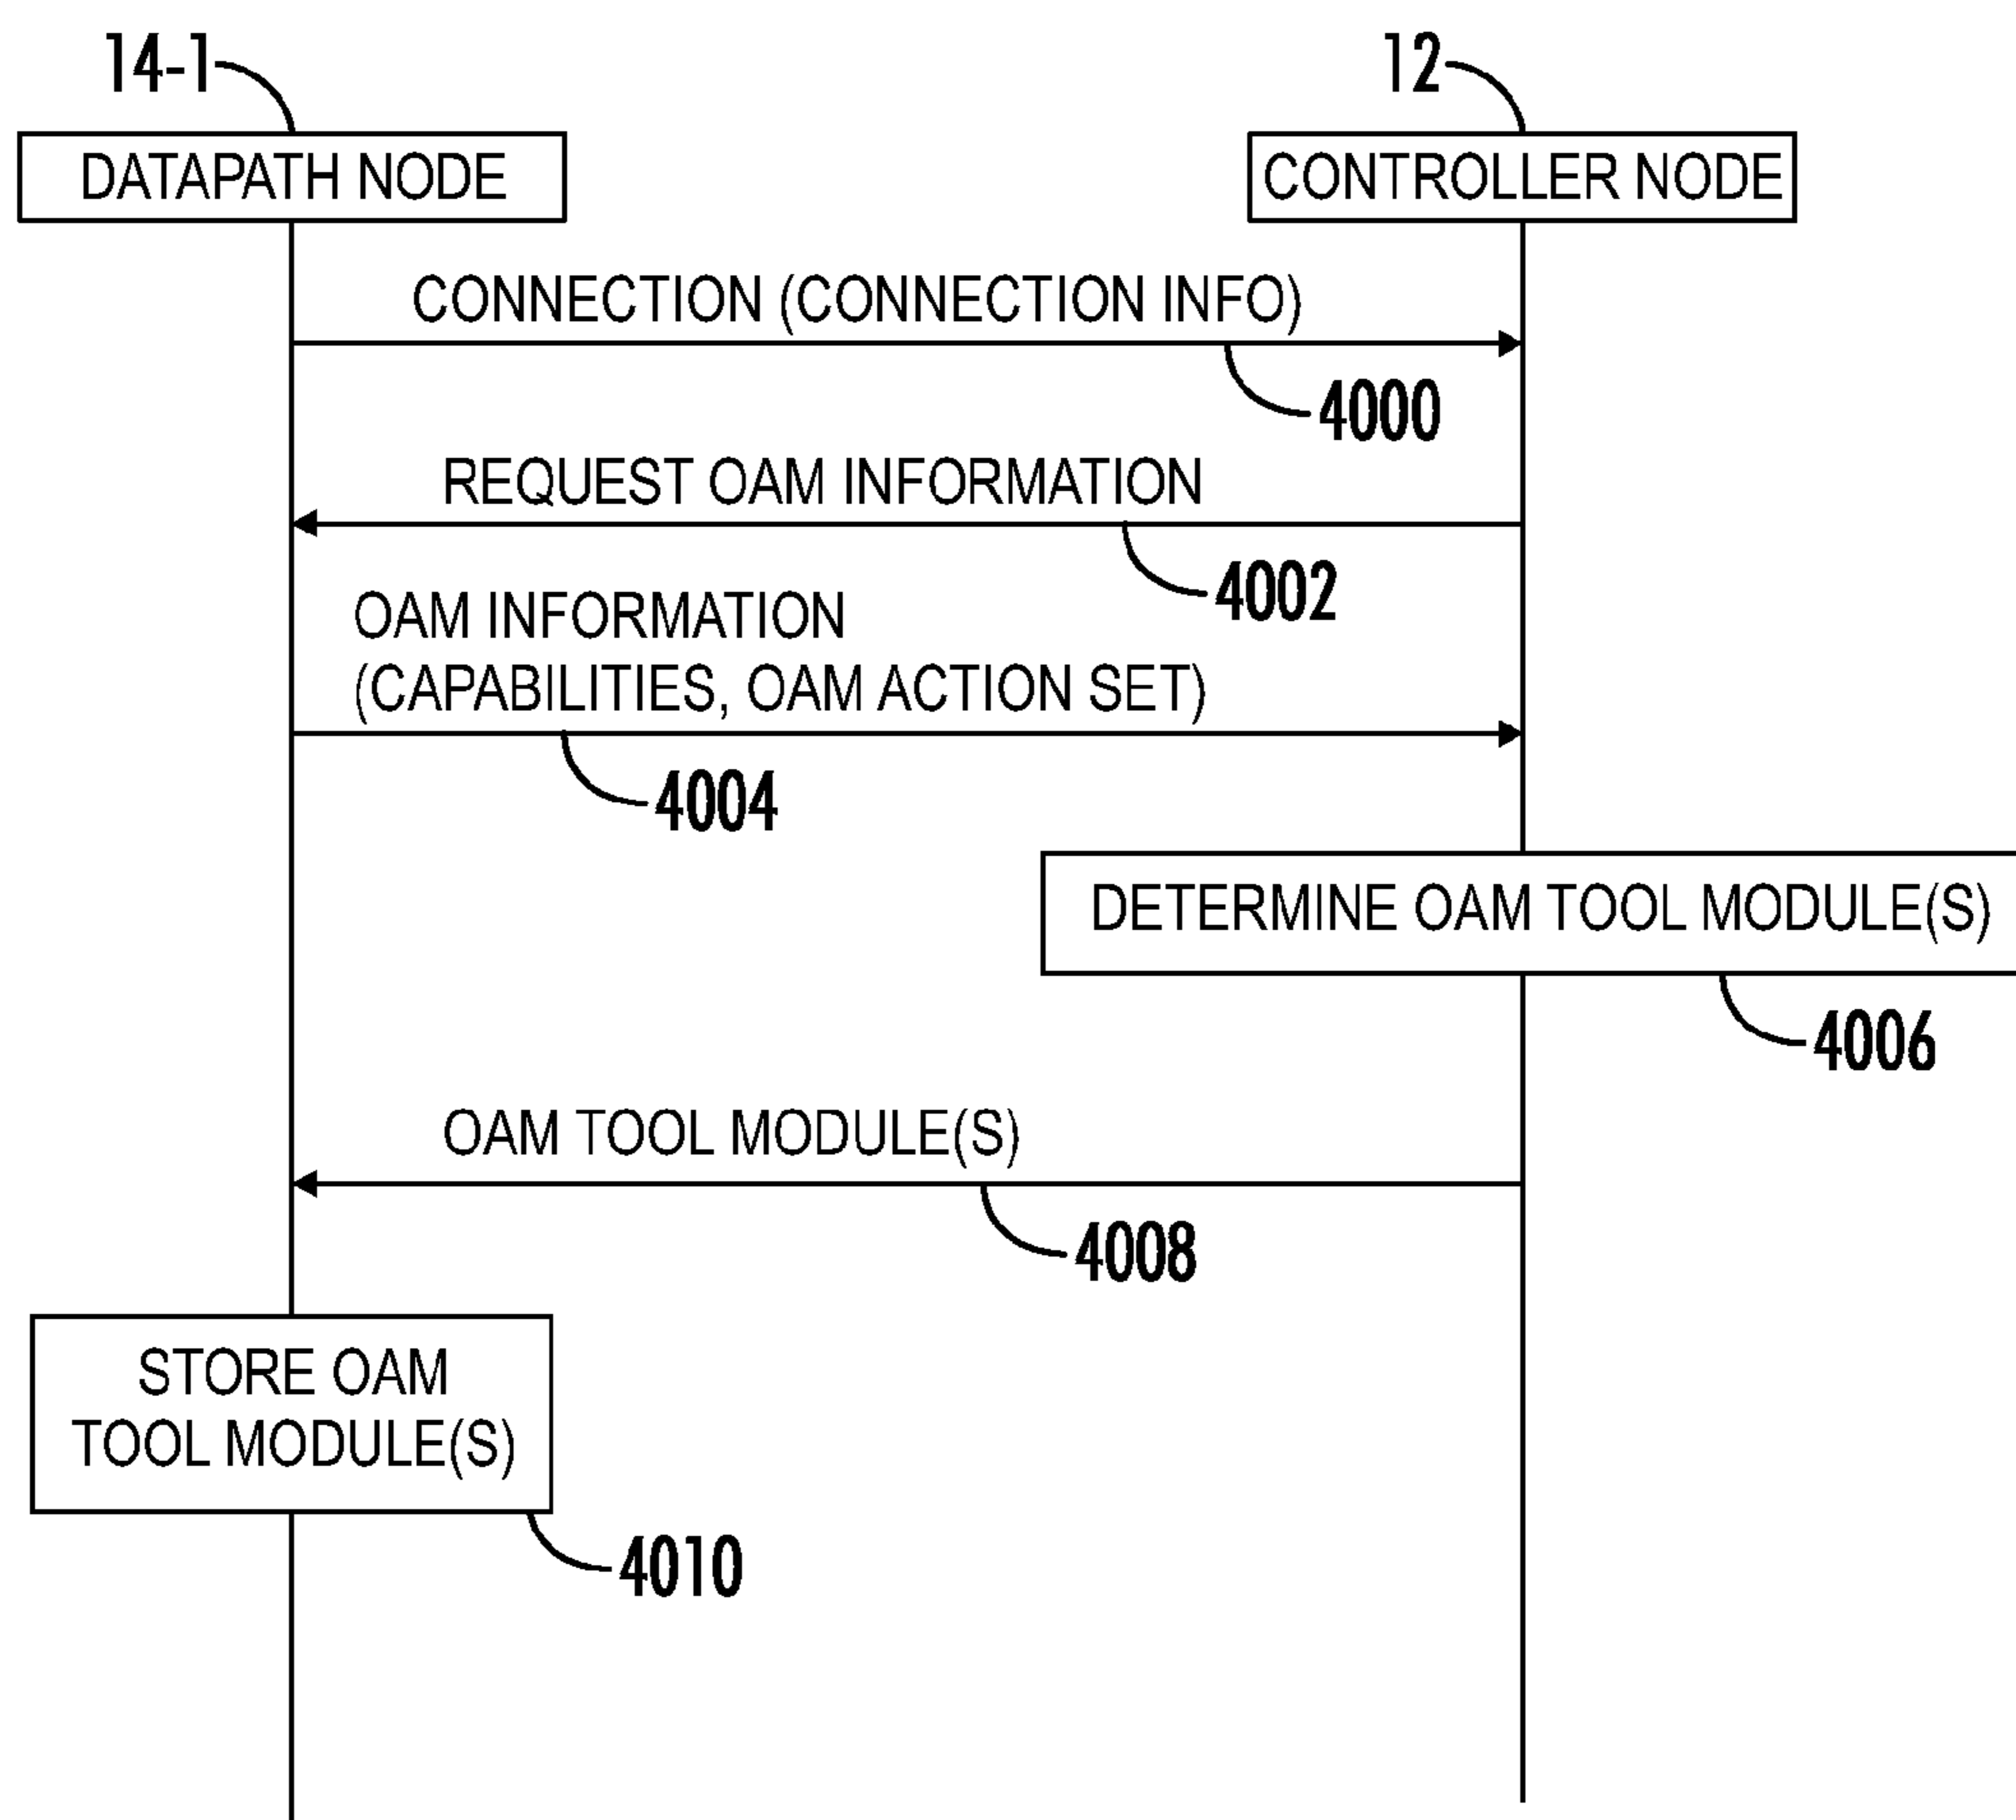 14-1
12
DATAPATH NODE
CONTROLLER NODE
CONNECTION (CONNECTION INFO)
4000
REQUEST OAM INFORMATION
4002
OAM INFORMATION
(CAPABILITIES, OAM ACTION SET)
4004
DETERMINE OAM TOOL MODULE(S)
4006
OAM TOOL MODULE(S)
4008
STORE OAM
TOOL MODULE(S)
4010